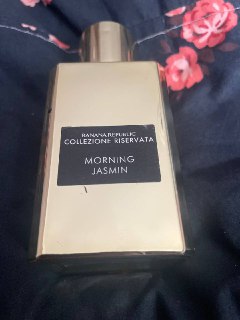 BANANA REPUBLIC
COLLEZIONE RISERVATA
MORNING
JASMIN